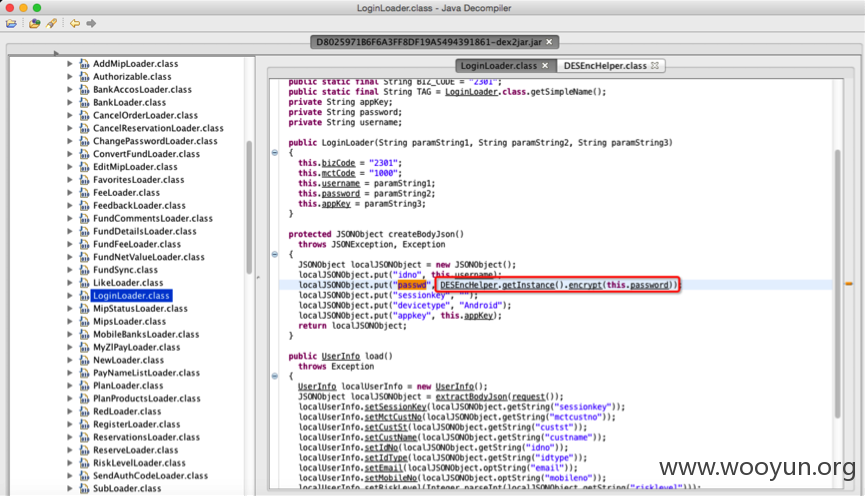 LoginLoader.class - Java Decompiler
D8025971B6F6A3FF8DF19A5494391861-dex2jar.jar
AddMipLoader.class
Authorizable.class
BankAccosLoader.class
BankLoader.class
CancelOrderLoader.class
CancelReservationLoader.class
ChangePasswordLoader.class
ConvertFundLoader.class
EditMipLoader.class
FavoritesLoader.class
FeeLoader.class
FeedbackLoader.class
FundCommentsLoader.class
FundDetailsLoader.class
FundFeeLoader.class
FundNetValueLoader.class
FundSync.class
LikeLoader.class
LoginLoader.class
MipStatusLoader.class
MipsLoader.class
MobileBanksLoader.class
MyZlPayLoader.class
NewLoader.class
PayNameListLoader.class
PlanLoader.class
PlanProductsLoader.class
RedLoader.class
RegisterLoader.class
ReservationsLoader.class
ReserveLoader.class
RiskLevelLoader.class
SendAuthCodeLoader.class
SubLoader.class
LoginLoader.class
DESEncHelper.class
public static final String BIZ_CODE = "2301";
public static String TAG = LoginLoader.class.getSimpleName();
private String appKey;
private String password;
private String username;
public LoginLoader(String paramString1, String paramString2, String paramString3)
{
this.bizCode = "2301";
this.mctCode = "1000";
this.username = paramString1;
this.password = paramString2;
this.appKey = paramString3;
}
protected JSONObject createBodyJson()
throws JSONException, Exception
{
JSONObject localJSONObject = new JSONObject();
localJSONObject.put("idno", this.username);
localJSONObject.put("passwd", DESEncHelper.getInstance().encrypt(this.password));
localJSONObject.put("sessionkey", "");
localJSONObject.put("devicetype", "Android");
localJSONObject.put("appkey", this.appKey);
return localJSONObject;
}
public UserInfo load()
throws Exception
{
UserInfo localUserInfo = new UserInfo();
JSONObject localJSONObject = extractBodyJson(request());
localUserInfo.setSessionKey(localJSONObject.getString("sessionkey"));
localUserInfo.setMctCustNo(localJSONObject.getString("mctcustno"));
localUserInfo.setCustSt(localJSONObject.getString("custst"));
localUserInfo.setCustName(localJSONObject.getString("custname"));
localUserInfo.setIdNo(localJSONObject.getString("idno"));
localUserInfo.setIdType(localJSONObject.getString("idtype"));
localUserInfo.setEmail(localJSONObject.optString("email"));
localUserInfo.setMobileNo(localJSONObject.optString("mobileno"));
localUserInfo.setRiskLevel(Integer.parseInt(localJSONObject.getString("risklevel")));
www.wooyun.org